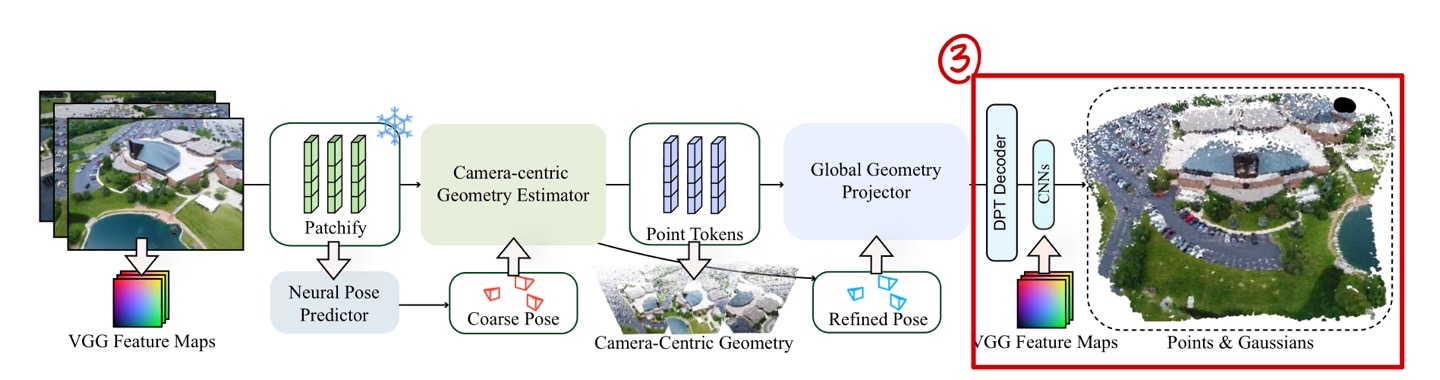 3
Patchify
Camera-centric
Geometry Estimator
Point Tokens
Global Geometry
Projector
DPT Decoder
CNNs
VGG Feature Maps
Neural Pose
Predictor
Coarse Pose
Camera-Centric Geometry
Refined Pose
VGG Feature Maps
Points & Gaussians